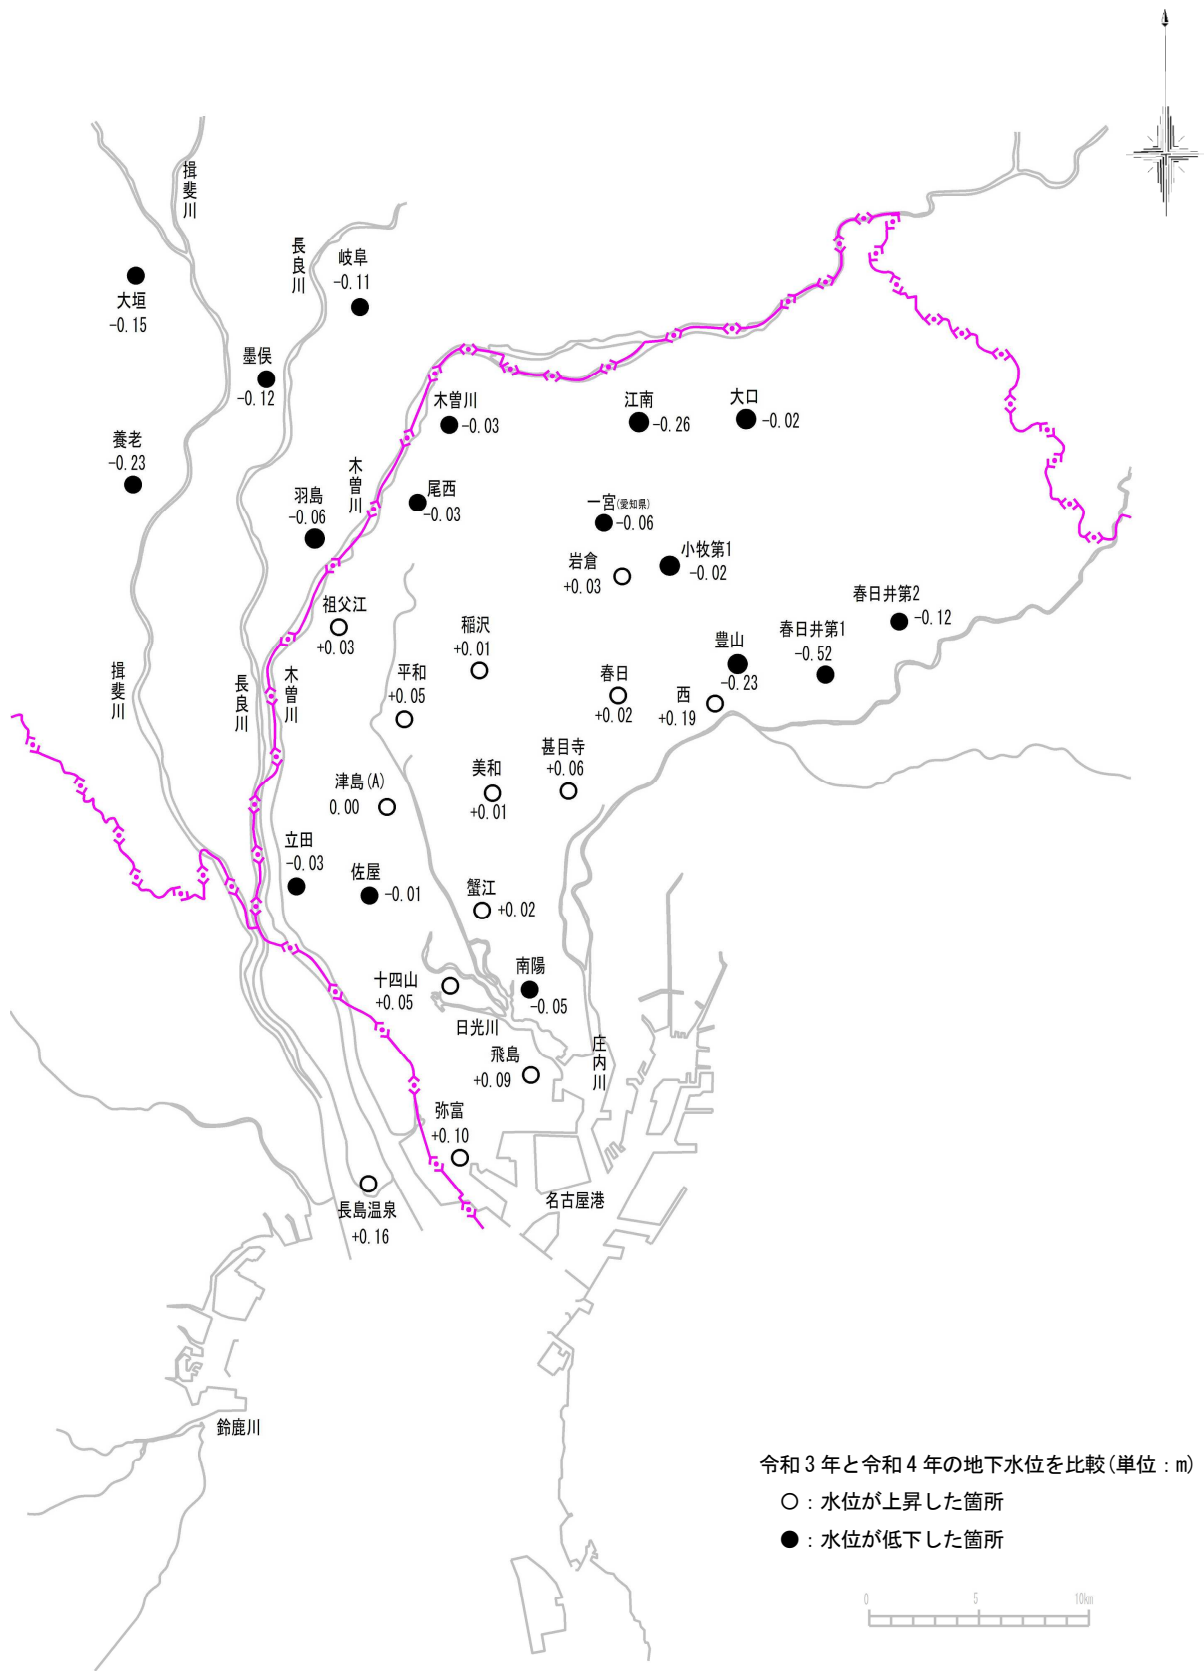 揖斐川
長良川
岐阜
-0.11
大垣
-0.15
墨俣
-0.12
木曽川
-0.03
江南
-0.26
大口
-0.02
養老
-0.23
木曽川
羽島
-0.06
尾西
-0.03
一宮(愛知県)
-0.06
岩倉
+0.03
小牧第1
-0.02
春日井第2
-0.12
祖父江
+0.03
稲沢
+0.01
春日井第1
-0.52
豊山
-0.23
揖斐川
長良川
木曽川
平和
+0.05
春日
+0.02
西
+0.19
甚目寺
+0.06
津島(A)
0.00
美和
+0.01
立田
-0.03
佐屋
-0.01
蟹江
+0.02
十四山
+0.05
南陽
-0.05
日光川
庄内川
飛島
+0.09
弥富
+0.10
名古屋港
長島温泉
+0.16
鈴鹿川
令和3年と令和4年の地下水位を比較(単位:m)
○:水位が上昇した箇所
●:水位が低下した箇所
0 5 10km